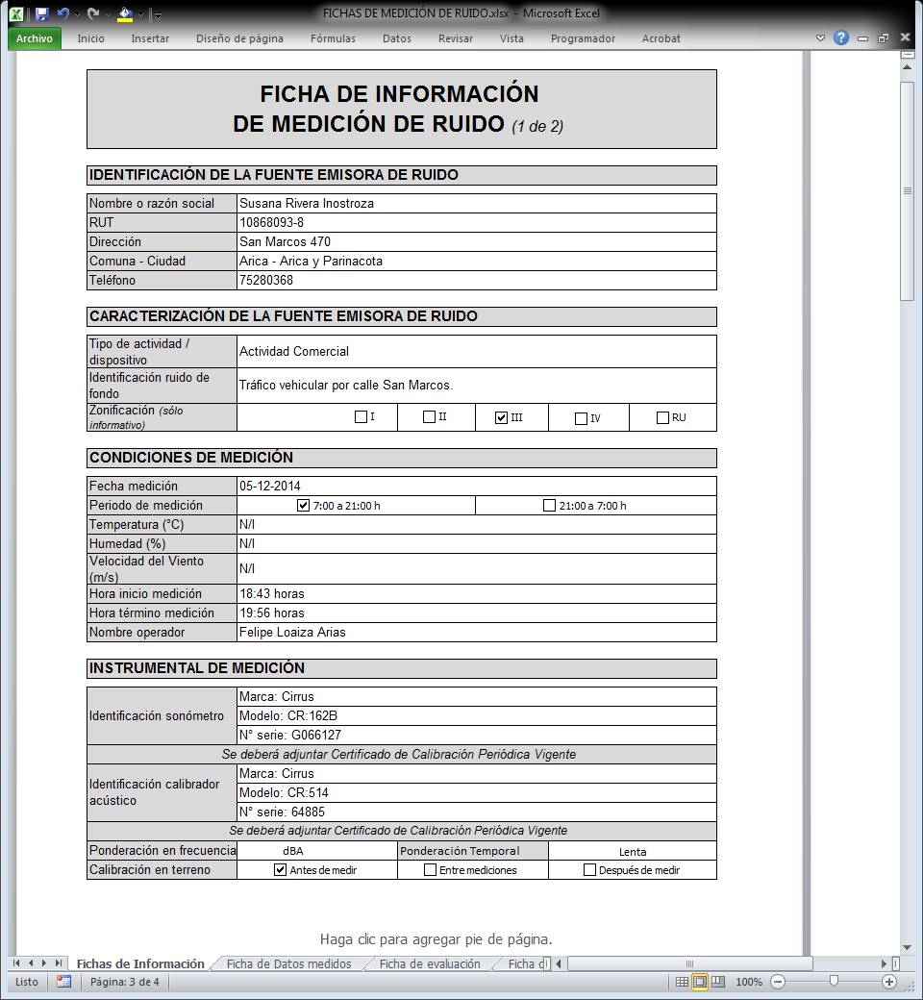 FICHAS DE MEDICIÓN DE RUIDO.xlsx - Microsoft Excel
Archivo Inicio Insertar Diseño de página Fórmulas Datos Revisar Vista Programador Acrobat
FICHA DE INFORMACIÓN
DE MEDICIÓN DE RUIDO (1 de 2)
IDENTIFICACIÓN DE LA FUENTE EMISORA DE RUIDO
Nombre o razón social Susana Rivera Inostroza
RUT 10868093-8
Dirección San Marcos 470
Comuna - Ciudad Arica - Arica y Parinacota
Teléfono 75280368
CARACTERIZACIÓN DE LA FUENTE EMISORA DE RUIDO
Tipo de actividad /
dispositivo
Actividad Comercial
Identificación ruido de
fondo
Tráfico vehicular por calle San Marcos.
Zonificación (sólo
informativo)
I II III IV RU
CONDICIONES DE MEDICIÓN
Fecha medición 05-12-2014
Periodo de medición 7:00 a 21:00 h 21:00 a 7:00 h
Temperatura (°C) N/I
Humedad (%) N/I
Velocidad del Viento
(m/s)
N/I
Hora inicio medición 18:43 horas
Hora término medición 19:56 horas
Nombre operador Felipe Loaiza Arias
INSTRUMENTAL DE MEDICIÓN
Identificación sonómetro
Marca: Cirrus
Modelo: CR:162B
N° serie: G066127
Se deberá adjuntar Certificado de Calibración Periódica Vigente
Identificación calibrador
acústico
Marca: Cirrus
Modelo: CR:514
N° serie: 64885
Se deberá adjuntar Certificado de Calibración Periódica Vigente
Ponderación en frecuencia dBA Ponderación Temporal Lenta
Calibración en terreno Antes de medir Entre mediciones Después de medir
Haga clic para agregar pie de página.
Fichas de Información Ficha de Datos medidos Ficha de evaluación Ficha d
Listo Página: 3 de 4 100%